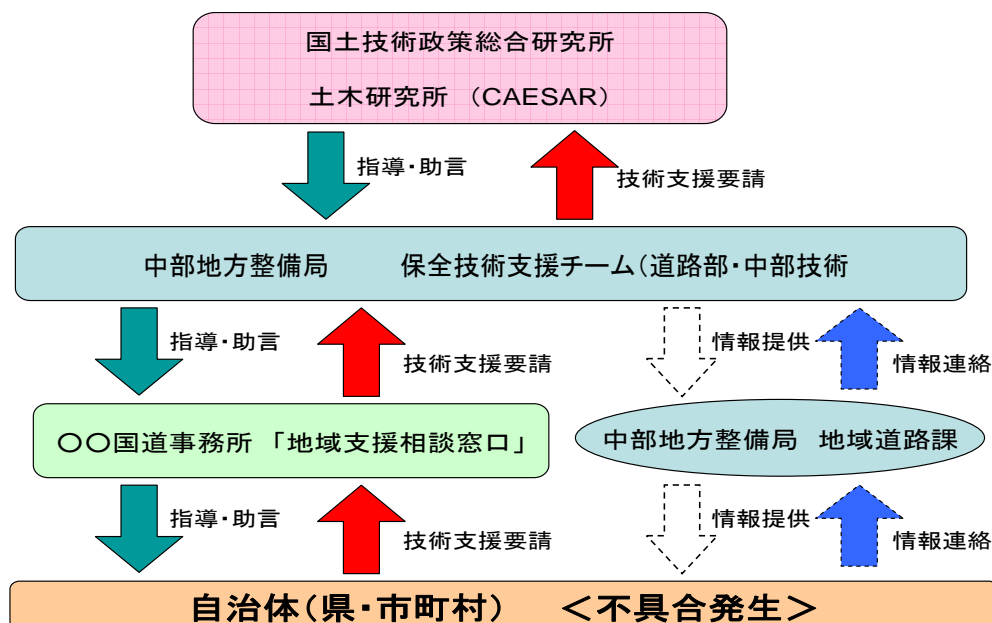 国土技術政策総合研究所
土木研究所 （CAESAR）
指導・助言
技術支援要請
中部地方整備局 保全技術支援チーム（道路部・中部技術
指導・助言
技術支援要請
情報提供
情報連絡
〇〇国道事務所 「地域支援相談窓口」
中部地方整備局 地域道路課
指導・助言
技術支援要請
情報提供
情報連絡
自治体（県・市町村） ＜不具合発生＞